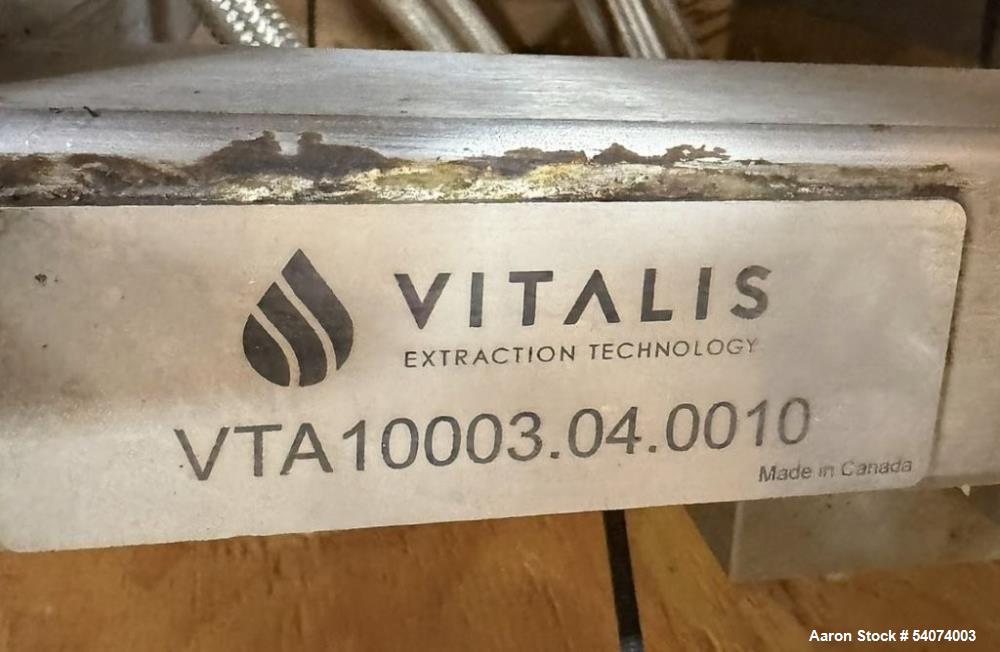 VITALIS
EXTRACTION TECHNOLOGY
VTA10003.04.0010
Made in Canada
Aaron Stock # 54074003